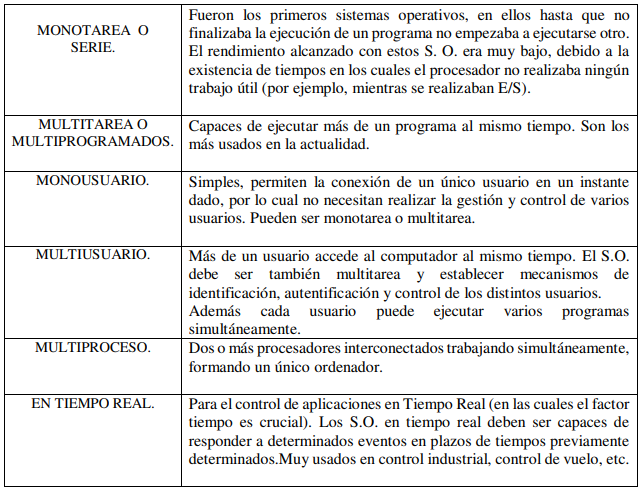 MONOTAREA O
SERIE.
Fueron los primeros sistemas operativos, en ellos hasta que no
finalizaba la ejecución de un programa no empezaba a ejecutarse otro.
El rendimiento alcanzado con estos S. O. era muy bajo, debido a la
existencia de tiempos en los cuales el procesador no realizaba ningún
trabajo útil (por ejemplo, mientras se realizaban E/S).
MULTITAREA O
MULTIPROGRAMADOS.
Capaces de ejecutar más de un programa al mismo tiempo. Son los
más usados en la actualidad.
MONOUSUARIO.
Simples, permiten la conexión de un único usuario en un instante
dado, por lo cual no necesitan realizar la gestión y control de varios
usuarios. Pueden ser monotarea o multitarea.
MULTIUSUARIO.
Más de un usuario accede al computador al mismo tiempo. El S.O.
debe ser también multitarea y establecer mecanismos de
identificación, autentificación y control de los distintos usuarios.
Además cada usuario puede ejecutar varios programas
simultáneamente.
MULTIPROCESO.
Dos o más procesadores interconectados trabajando simultáneamente,
formando un único ordenador.
EN TIEMPO REAL.
Para el control de aplicaciones en Tiempo Real (en las cuales el factor
tiempo es crucial). Los S.O. en tiempo real deben ser capaces de
responder a determinados eventos en plazos de tiempos previamente
determinados.Muy usados en control industrial, control de vuelo, etc.